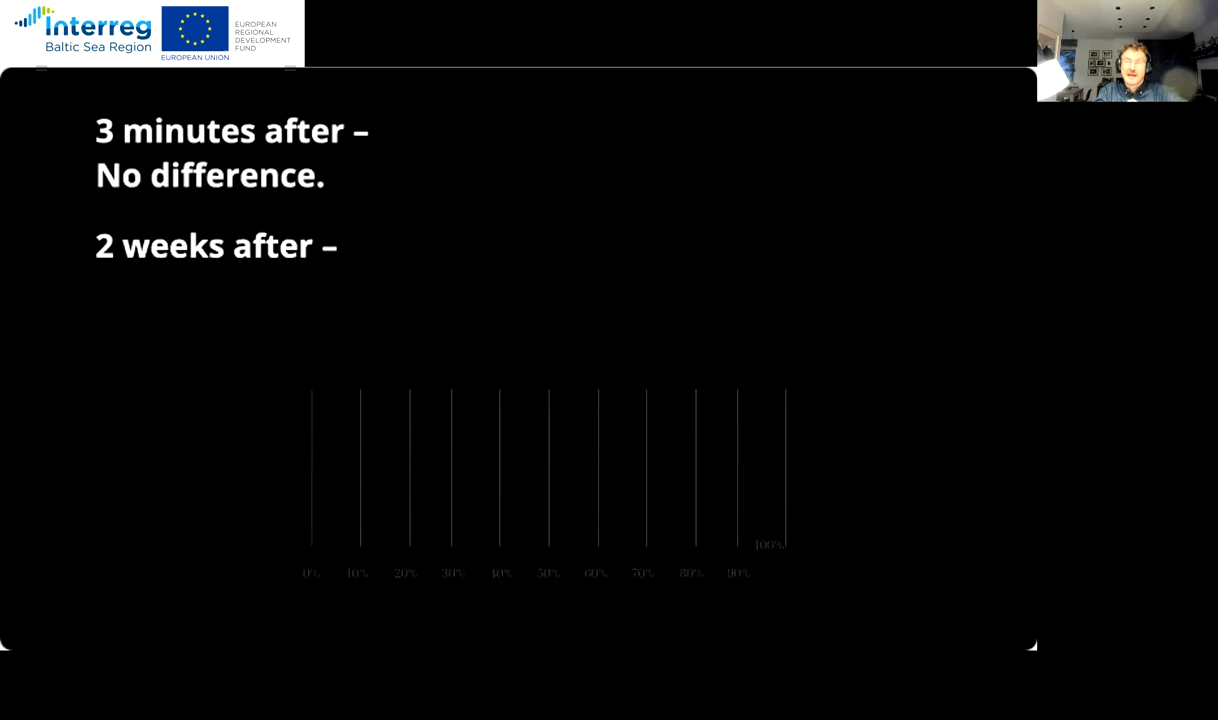 Interreg
Baltic Sea Region
EUROPEAN UNION
EUROPEAN
REGIONAL
DEVELOPMENT
FUND
3 minutes after –
No difference.
2 weeks after –
100%
0% 10% 20% 30% 40% 50% 60% 70% 80% 90%